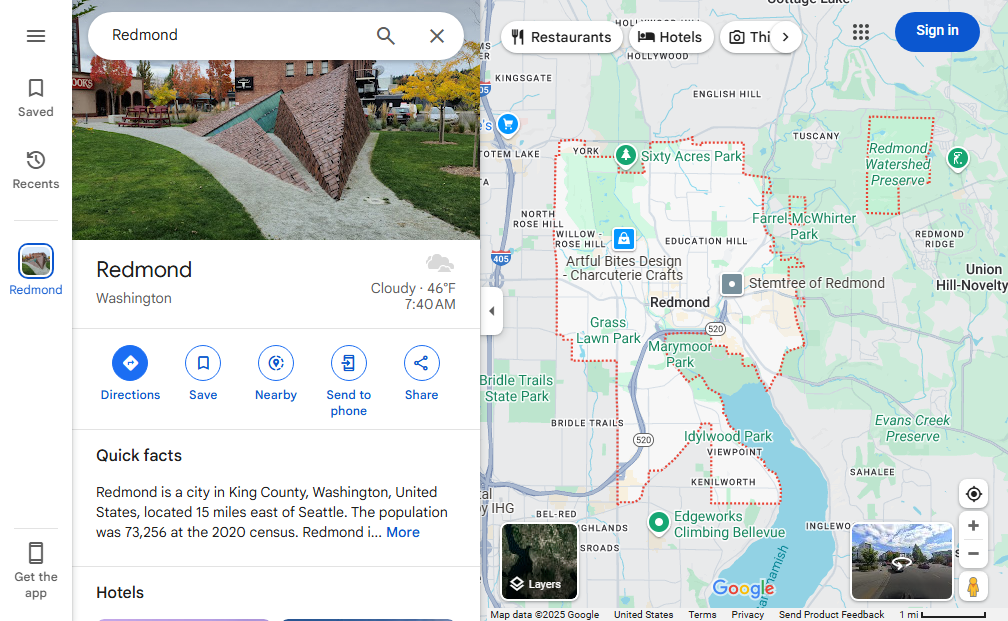 Redmond
Saved
Recents
Redmond
Get the
app
Redmond
Washington
Cloudy · 46°F
7:40 AM
Directions
Save
Nearby
Send to
phone
Share
Quick facts
Redmond is a city in King County, Washington, United
States, located 15 miles east of Seattle. The population
was 73,256 at the 2020 census. Redmond i... More
Hotels
Restaurants
Hotels
Thi
Sign in
HOLLYWOOD
KINGSGATE
ENGLISH HILL
TUSCANY
TOTEM LAKE
YORK
Sixty Acres Park
Redmond
Watershed
Preserve
NORTH
ROSE HILL
WILLOW -
ROSE HILL
EDUCATION HILL
Farrel-McWhirter
Park
REDMOND
RIDGE
405
Artful Bites Design
- Charcuterie Crafts
Stemtree of Redmond
Union
Hill-Novelty
Redmond
520
Grass
Lawn Park
Marymoor
Park
Bridle Trails
State Park
BRIDLE TRAILS
520
Idylwood Park
VIEWPOINT
Evans Creek
Preserve
KENILWORTH
SAHALEE
by IHG
BEL-RED
Edgeworks
Climbing Bellevue
INGLEWO
Layers
Google
Map data ©2025 Google
United States
Terms
Privacy
Send Product Feedback
1 mi